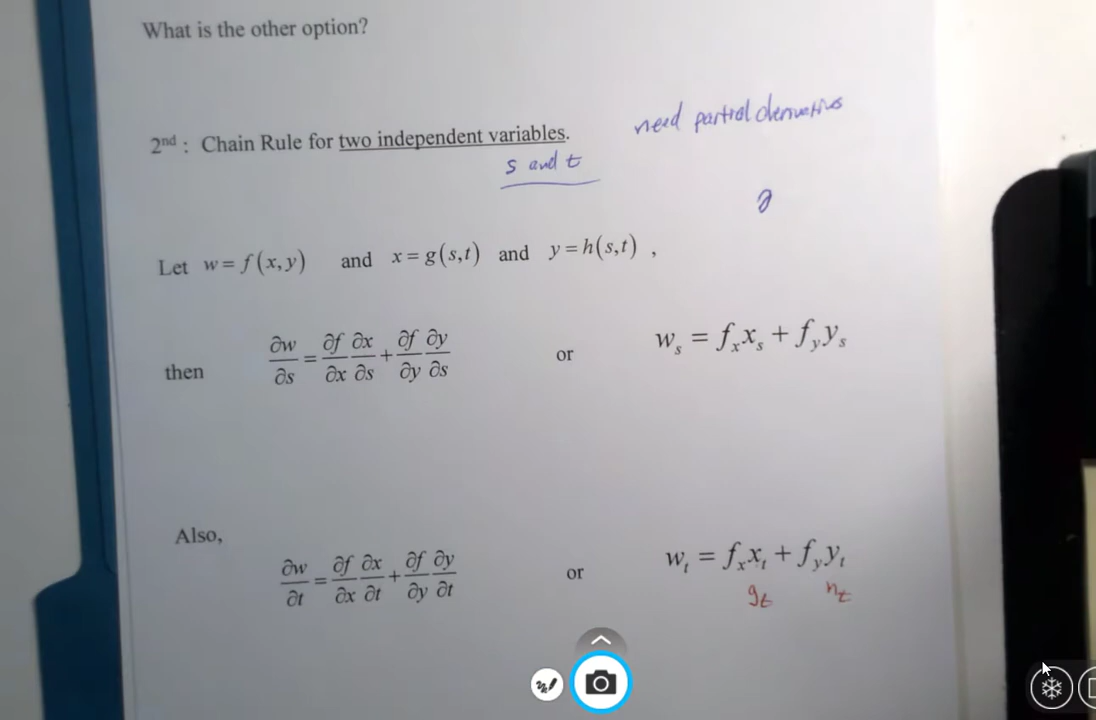 What is the other option?
need partial derivatives
2nd : Chain Rule for two independent variables.
s and t
∂
Let w = f(x,y) and x = g(s,t) and y = h(s,t) ,
then ∂w/∂s = ∂f/∂x ∂x/∂s + ∂f/∂y ∂y/∂s or w_s = f_x x_s + f_y y_s
Also,
∂w/∂t = ∂f/∂x ∂x/∂t + ∂f/∂y ∂y/∂t or w_t = f_x x_t + f_y y_t
g_t h_t